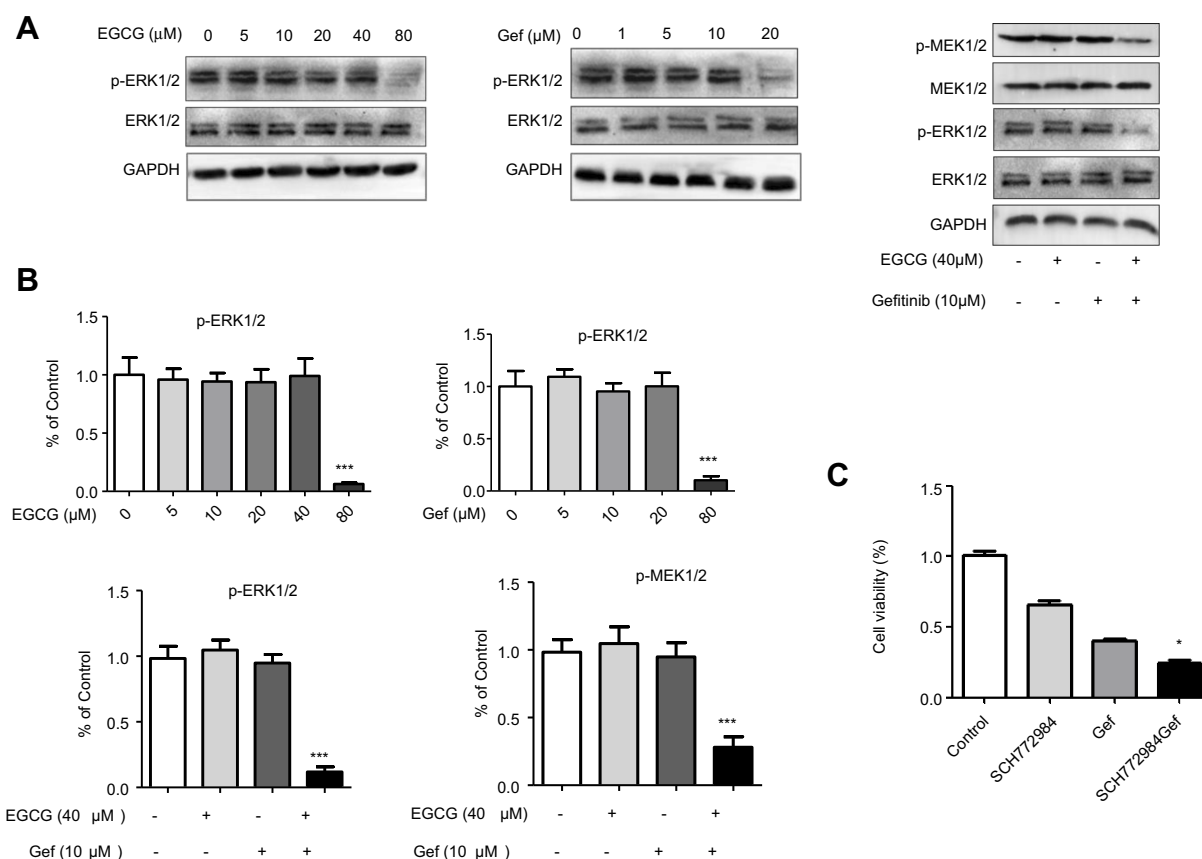 A
EGCG (μM) 0 5 10 20 40 80
p-ERK1/2
ERK1/2
GAPDH
Gef (μM) 0 1 5 10 20
p-ERK1/2
ERK1/2
GAPDH
p-MEK1/2
MEK1/2
p-ERK1/2
ERK1/2
GAPDH
EGCG (40μM) - + - +
Gefitinib (10μM) - - + +
B
p-ERK1/2
% of Control
1.5
1.0
0.5
0.0
***
EGCG (μM) 0 5 10 20 40 80
p-ERK1/2
% of Control
1.5
1.0
0.5
0.0
***
Gef (μM) 0 5 10 20 80
p-ERK1/2
% of Control
1.5
1.0
0.5
0.0
***
EGCG (40 μM ) - + - +
Gef (10 μM ) - - + +
p-MEK1/2
% of Control
1.5
1.0
0.5
0.0
***
EGCG (40 μM ) - + - +
Gef (10 μM ) - - + +
C
Cell viability (%)
1.5
1.0
0.5
0.0
*
Control SCH772984 Gef SCH772984Gef